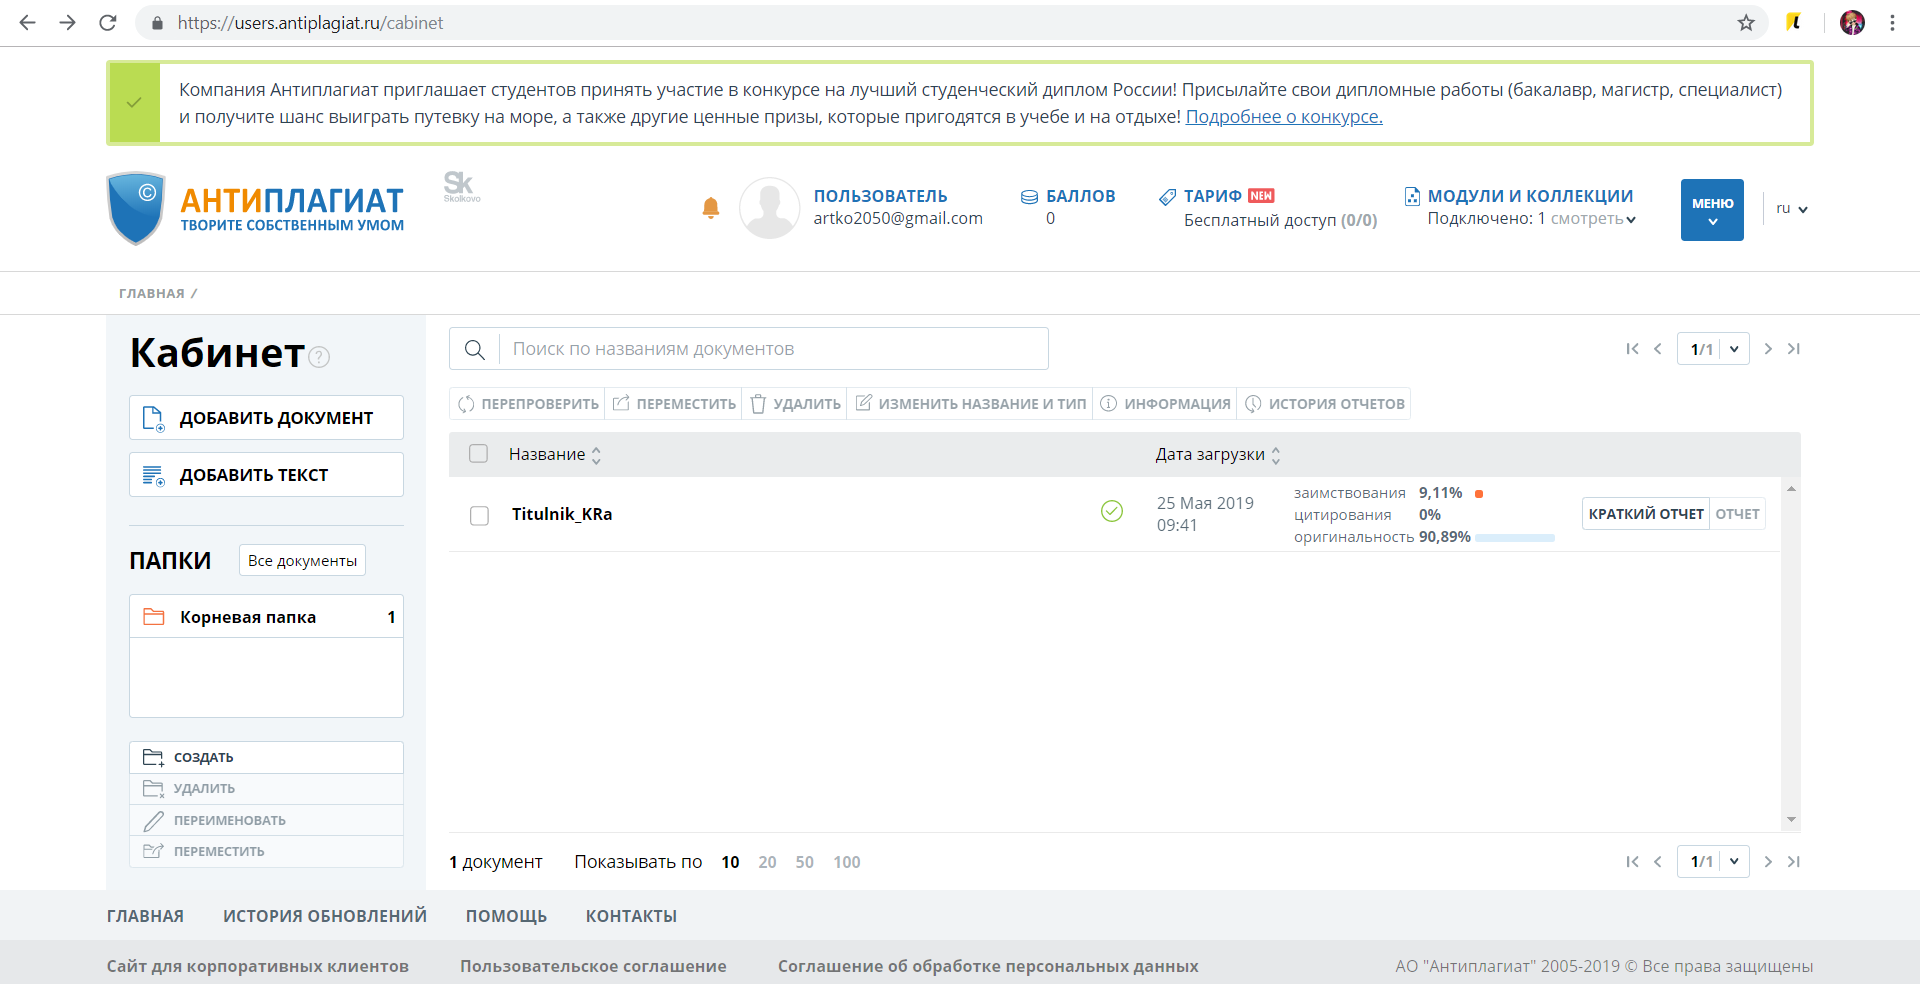 https://users.antiplagiat.ru/cabinet
Компания Антиплагиат приглашает студентов принять участие в конкурсе на лучший студенческий диплом России! Присылайте свои дипломные работы (бакалавр, магистр, специалист)
и получите шанс выиграть путевку на море, а также другие ценные призы, которые пригодятся в учебе и на отдыхе! Подробнее о конкурсе.
©
АНТИПЛАГИАТ
ТВОРИТЕ СОБСТВЕННЫМ УМОМ
Sk
Skolkovo
ПОЛЬЗОВАТЕЛЬ
artko2050@gmail.com
БАЛЛОВ
0
ТАРИФ NEW
Бесплатный доступ (0/0)
МОДУЛИ И КОЛЛЕКЦИИ
Подключено: 1 смотреть
МЕНЮ
ru
ГЛАВНАЯ /
Кабинет ?
ДОБАВИТЬ ДОКУМЕНТ
ДОБАВИТЬ ТЕКСТ
ПАПКИ Все документы
Корневая папка 1
СОЗДАТЬ
УДАЛИТЬ
ПЕРЕИМЕНОВАТЬ
ПЕРЕМЕСТИТЬ
Поиск по названиям документов
1/1
ПЕРЕПРОВЕРИТЬ ПЕРЕМЕСТИТЬ УДАЛИТЬ ИЗМЕНИТЬ НАЗВАНИЕ И ТИП ИНФОРМАЦИЯ ИСТОРИЯ ОТЧЕТОВ
Название Дата загрузки
Titulnik_KRa
25 Мая 2019
09:41
заимствования 9,11%
цитирования 0%
оригинальность 90,89%
КРАТКИЙ ОТЧЕТ ОТЧЕТ
1 документ Показывать по 10 20 50 100
1/1
ГЛАВНАЯ ИСТОРИЯ ОБНОВЛЕНИЙ ПОМОЩЬ КОНТАКТЫ
Сайт для корпоративных клиентов Пользовательское соглашение Соглашение об обработке персональных данных АО "Антиплагиат" 2005-2019 © Все права защищены